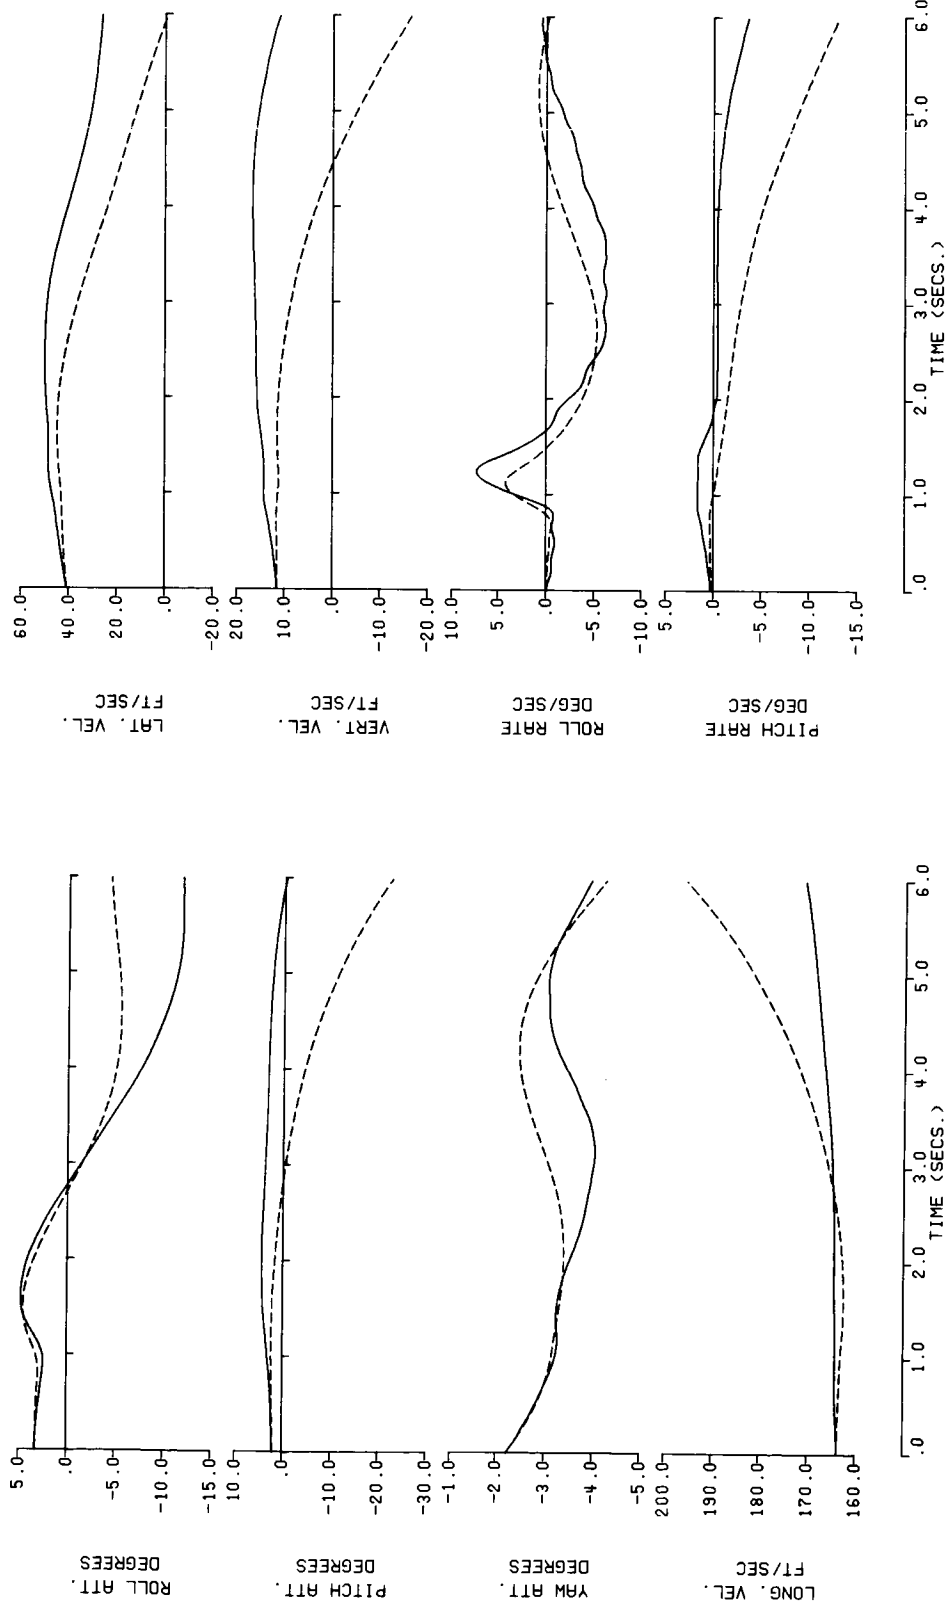 5.0
.0
-5.0
-10.0
-15.0
ROLL ATT.
DEGREES
10.0
.0
-10.0
-20.0
-30.0
PITCH ATT.
DEGREES
-1.0
-2.0
-3.0
-4.0
-5.0
YAW ATT.
DEGREES
200.0
190.0
180.0
170.0
160.0
LONG. VEL.
FT/SEC
.0 1.0 2.0 3.0 4.0 5.0 6.0
TIME (SECS.)
60.0
40.0
20.0
.0
-20.0
LAT. VEL.
FT/SEC
20.0
10.0
.0
-10.0
-20.0
VERT. VEL.
FT/SEC
10.0
5.0
.0
-5.0
-10.0
ROLL RATE
DEG/SEC
5.0
.0
-5.0
-10.0
-15.0
PITCH RATE
DEG/SEC
.0 1.0 2.0 3.0 4.0 5.0 6.0
TIME (SECS.)